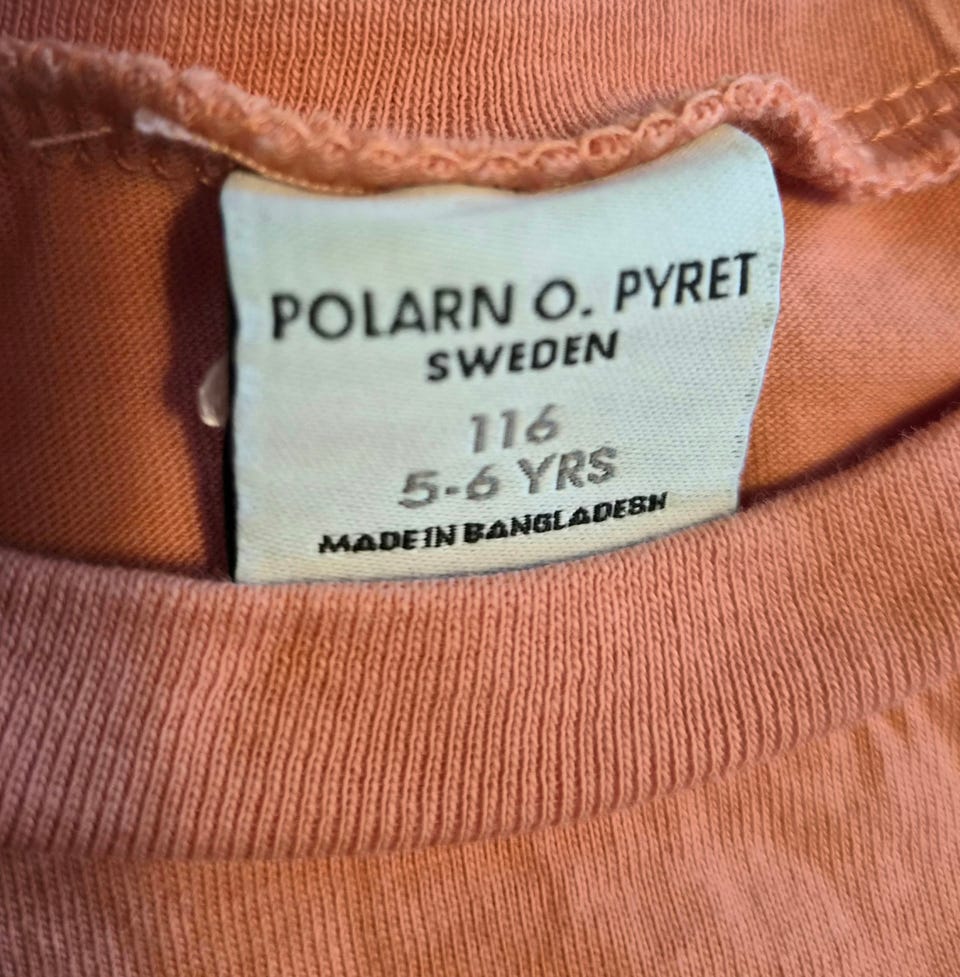 POLARN O. PYRET
SWEDEN
116
5-6 YRS
MADE IN BANGLADESH